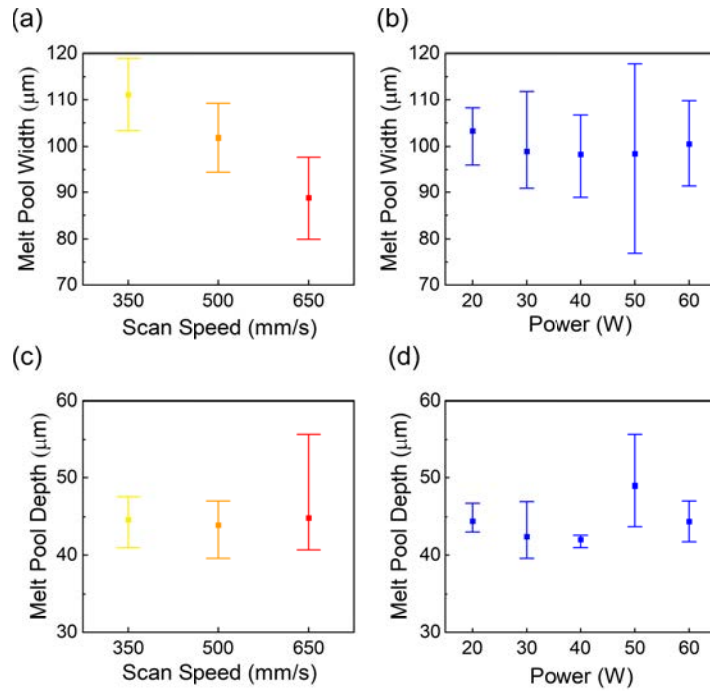 (a)
(b)
120
110
100
90
80
70
Melt Pool Width (μm)
350 500 650
Scan Speed (mm/s)
120
110
100
90
80
70
Melt Pool Width (μm)
20 30 40 50 60
Power (W)
(c)
(d)
60
50
40
30
Melt Pool Depth (μm)
350 500 650
Scan Speed (mm/s)
60
50
40
30
Melt Pool Depth (μm)
20 30 40 50 60
Power (W)